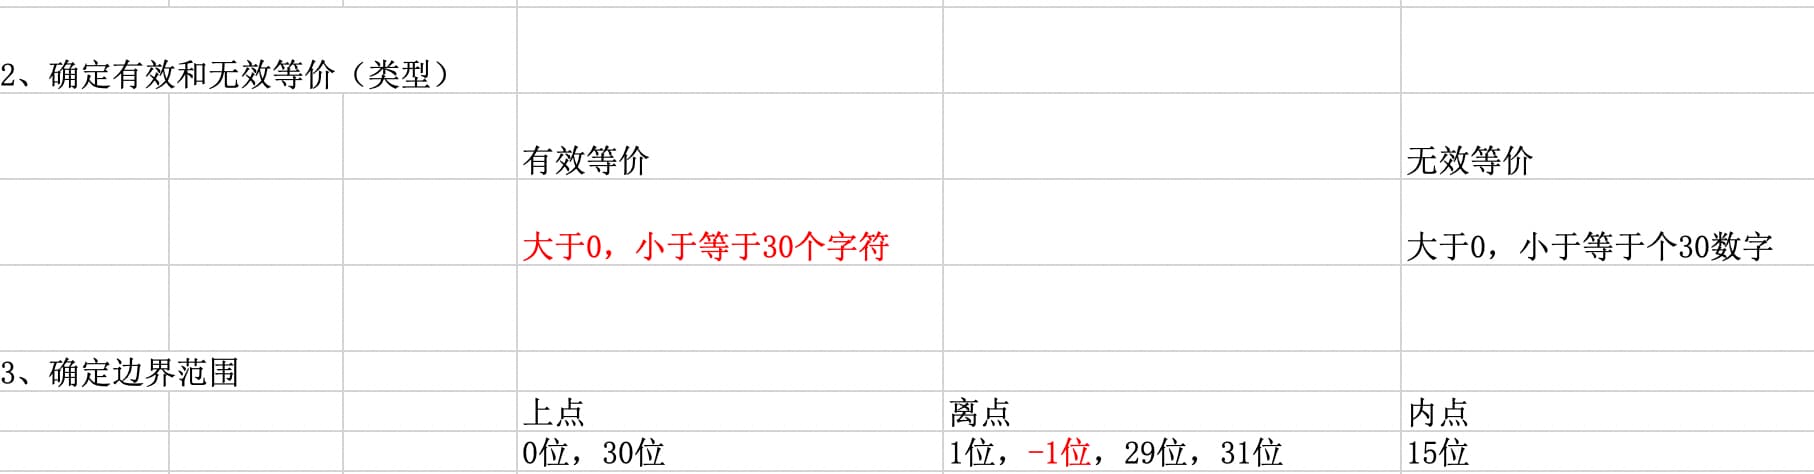 2、确定有效和无效等价（类型）
有效等价 无效等价
大于0，小于等于30个字符 大于0，小于等于个30数字
3、确定边界范围
上点 离点 内点
0位，30位 1位，-1位，29位，31位 15位